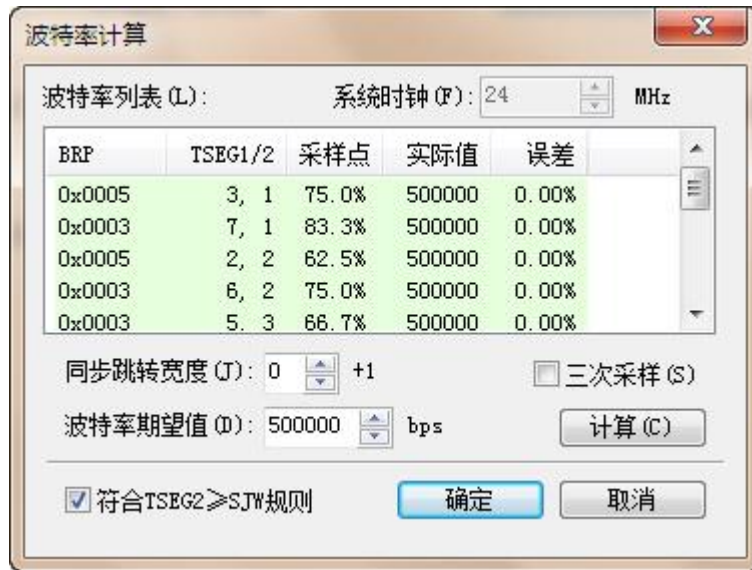 波特率计算
波特率列表(L): 系统时钟(F): 24 MHz
BRP TSEG1/2 采样点 实际值 误差
0x0005 3, 1 75.0% 500000 0.00%
0x0003 7, 1 83.3% 500000 0.00%
0x0005 2, 2 62.5% 500000 0.00%
0x0003 6, 2 75.0% 500000 0.00%
0x0003 5, 3 66.7% 500000 0.00%
同步跳转宽度(J): 0 +1 三次采样(S)
波特率期望值(D): 500000 bps 计算(C)
符合TSEG2≥SJW规则 确定 取消